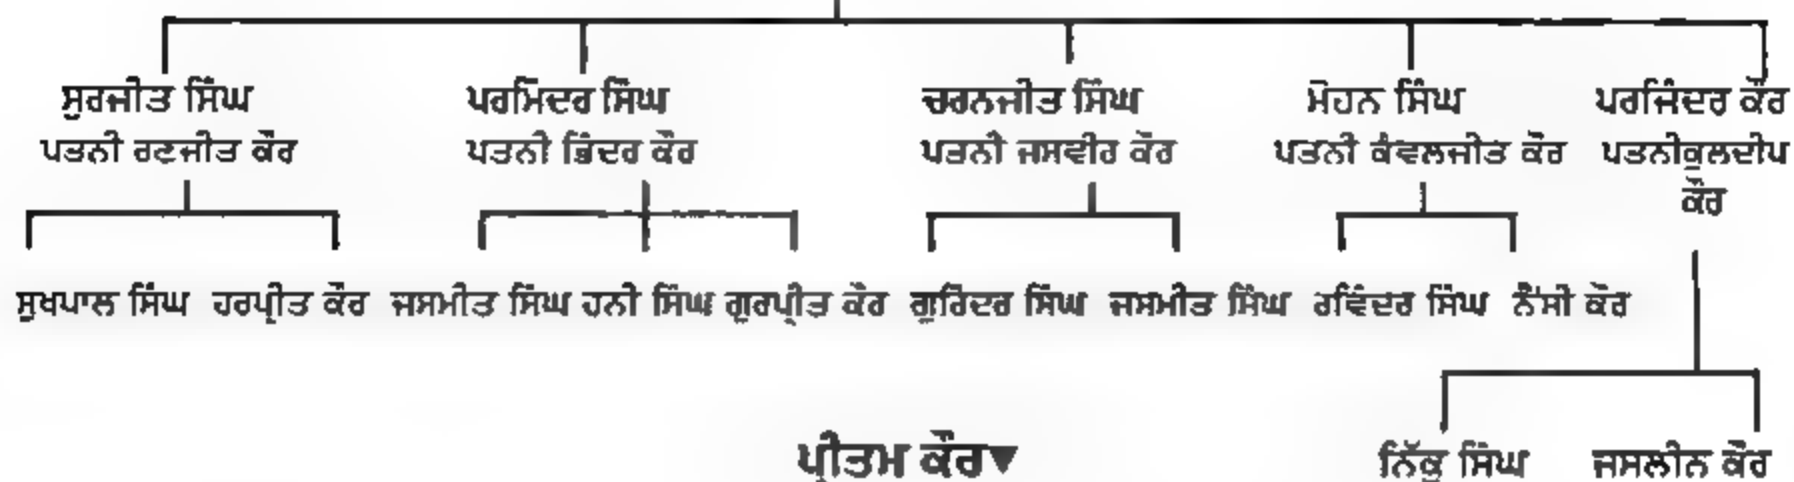 ਸੁਰਜੀਤ ਸਿੰਘ ਪਰਮਿੰਦਰ ਸਿੰਘ ਚਰਨਜੀਤ ਸਿੰਘ ਮੋਹਨ ਸਿੰਘ ਪਰਜਿੰਦਰ ਕੌਰ
ਪਤਨੀ ਰਣਜੀਤ ਕੌਰ ਪਤਨੀ ਭਿੰਦਰ ਕੌਰ ਪਤਨੀ ਜਸਵੀਰ ਕੌਰ ਪਤਨੀ ਕੰਵਲਜੀਤ ਕੌਰ ਪਤਨੀਕੁਲਦੀਪ
ਕੌਰ
ਸੁਖਪਾਲ ਸਿੰਘ ਹਰਪ੍ਰੀਤ ਕੌਰ ਜਸਮੀਤ ਸਿੰਘ ਹਨੀ ਸਿੰਘ ਗੁਰਪ੍ਰੀਤ ਕੌਰ ਗੁਰਿੰਦਰ ਸਿੰਘ ਜਸਮੀਤ ਸਿੰਘ ਰਵਿੰਦਰ ਸਿੰਘ ਨੈਂਸੀ ਕੌਰ
ਪ੍ਰੀਤਮ ਕੌਰ▼ ਨਿੱਕੂ ਸਿੰਘ ਜਸਲੀਨ ਕੌਰ